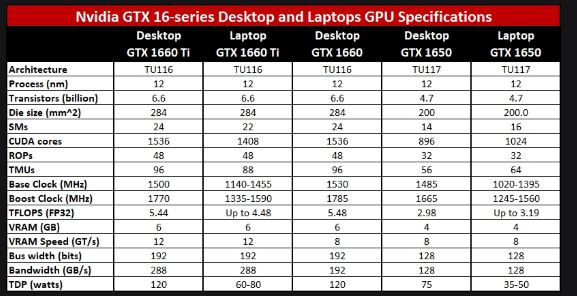 Nvidia GTX 16-series Desktop and Laptops GPU Specifications
Desktop Laptop Desktop Desktop Laptop
GTX 1660 Ti GTX 1660 Ti GTX 1660 GTX 1650 GTX 1650
Architecture TU116 TU116 TU116 TU117 TU117
Process (nm) 12 12 12 12 12
Transistors (billion) 6.6 6.6 6.6 4.7 4.7
Die size (mm^2) 284 284 284 200 200.0
SMs 24 22 24 14 16
CUDA cores 1536 1408 1536 896 1024
ROPs 48 48 48 32 32
TMUs 96 88 96 56 64
Base Clock (MHz) 1500 1140-1455 1530 1485 1020-1395
Boost Clock (MHz) 1770 1335-1590 1785 1665 1245-1560
TFLOPS (FP32) 5.44 Up to 4.48 5.48 2.98 Up to 3.19
VRAM (GB) 6 6 6 4 4
VRAM Speed (GT/s) 12 12 8 8 8
Bus width (bits) 192 192 192 128 128
Bandwidth (GB/s) 288 288 192 128 128
TDP (watts) 120 60-80 120 75 35-50